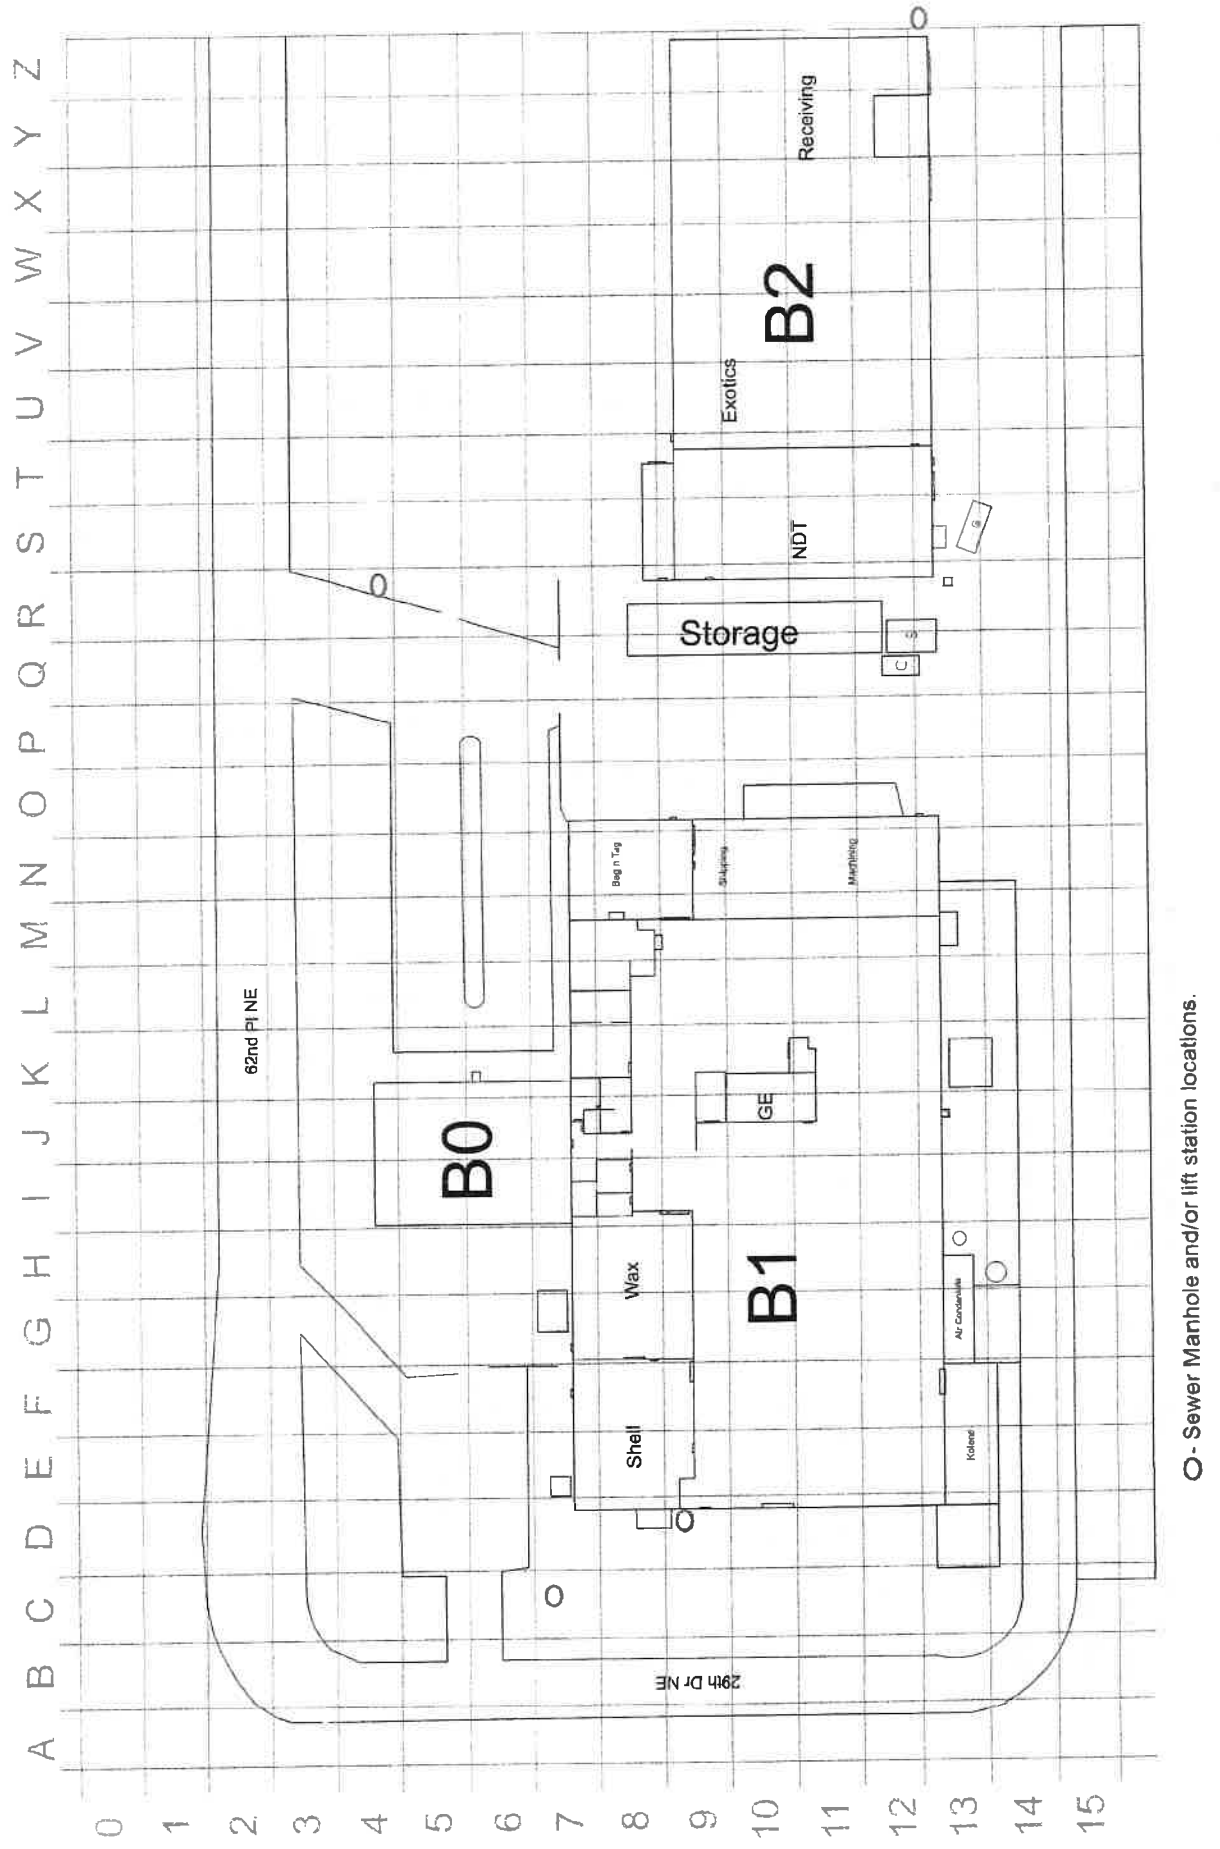 Z
Y
X
W
V
U
T
S
R
Q
P
O
N
M
L
K
J
I
H
G
F
E
D
C
B
A
0
1
2
3
4
5
6
7
8
9
10
11
12
13
14
15
Receiving
B2
Exotics
NDT
Storage
S
C
Bag n Tag
Shipping
Machining
62nd Pl NE
B0
GE
Wax
B1
Air Condensate
Shell
Kolene
29th Dr NE
O - Sewer Manhole and/or lift station locations.